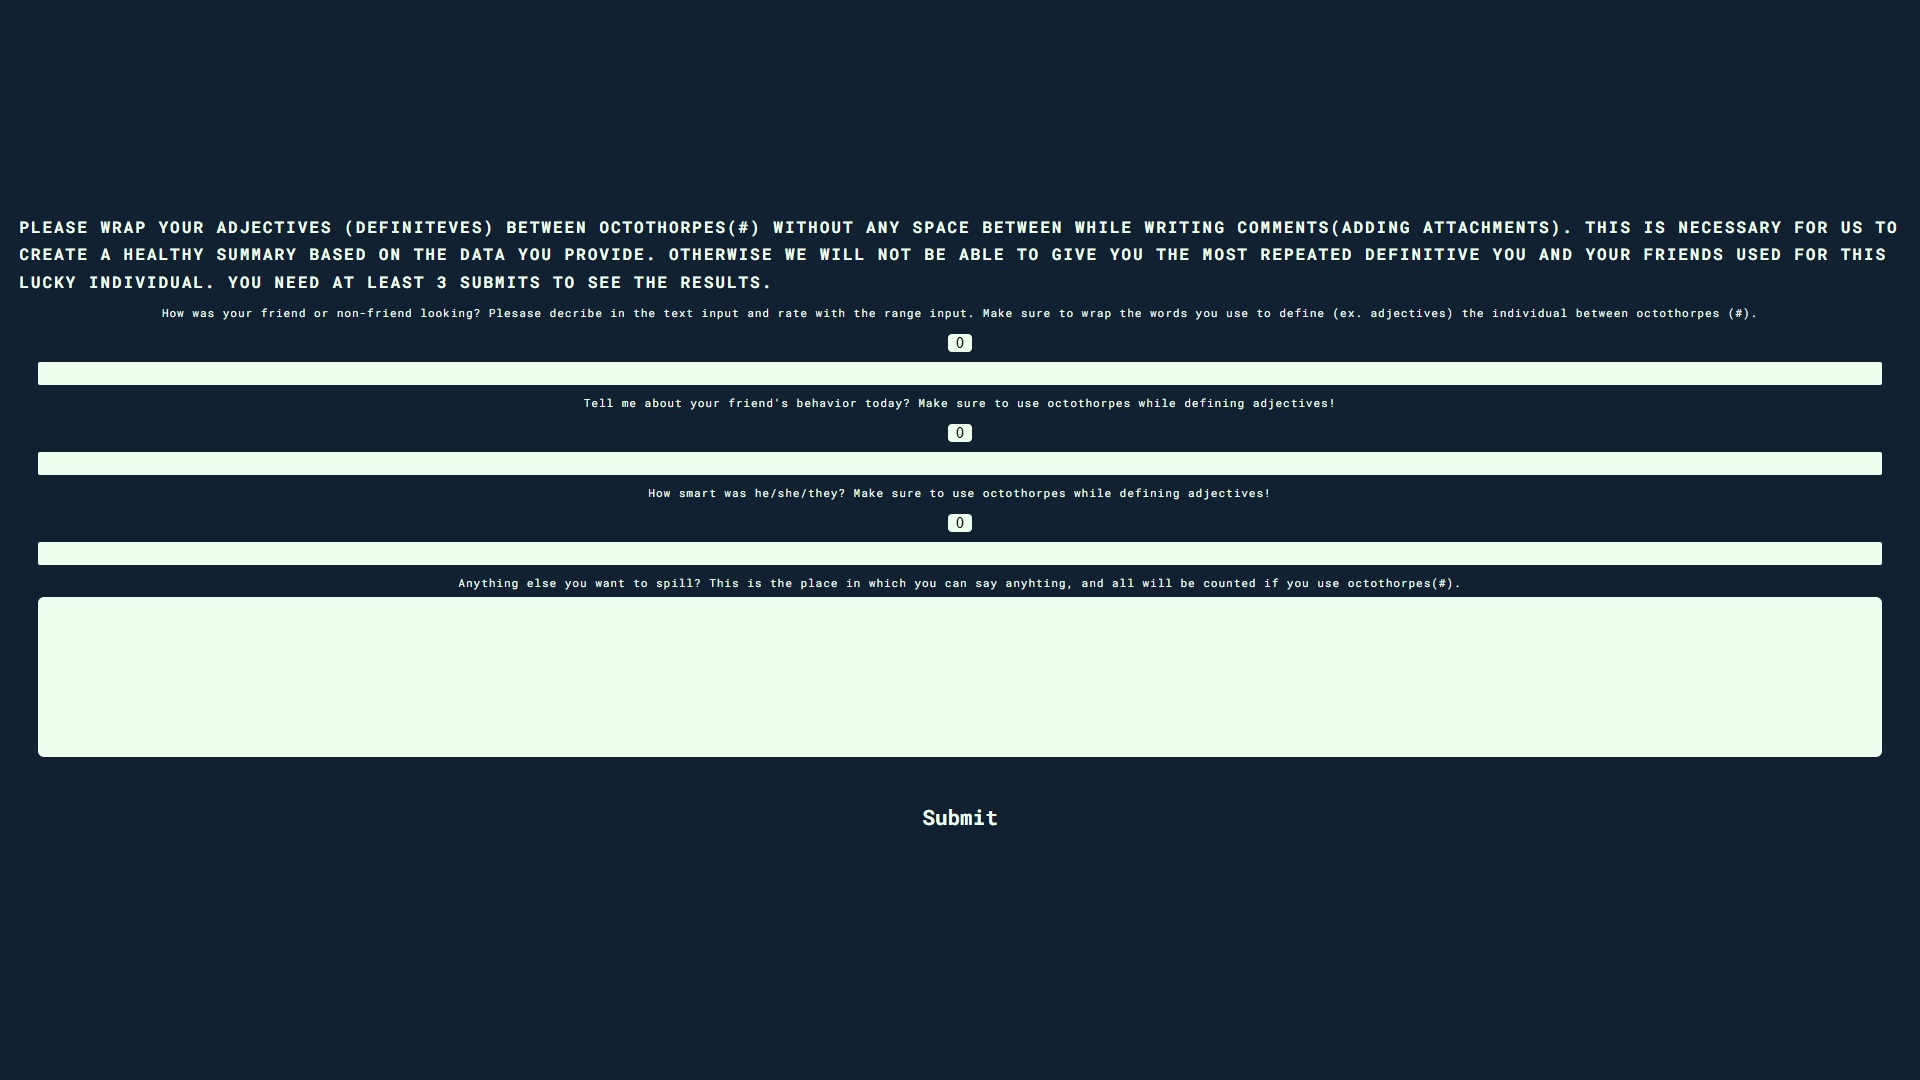 PLEASE WRAP YOUR ADJECTIVES (DEFINITEVES) BETWEEN OCTOTHORPES(#) WITHOUT ANY SPACE BETWEEN WHILE WRITING COMMENTS(ADDING ATTACHMENTS). THIS IS NECESSARY FOR US TO
CREATE A HEALTHY SUMMARY BASED ON THE DATA YOU PROVIDE. OTHERWISE WE WILL NOT BE ABLE TO GIVE YOU THE MOST REPEATED DEFINITIVE YOU AND YOUR FRIENDS USED FOR THIS
LUCKY INDIVIDUAL. YOU NEED AT LEAST 3 SUBMITS TO SEE THE RESULTS.
How was your friend or non-friend looking? Plesase decribe in the text input and rate with the range input. Make sure to wrap the words you use to define (ex. adjectives) the individual between octothorpes (#).
0
Tell me about your friend's behavior today? Make sure to use octothorpes while defining adjectives!
0
How smart was he/she/they? Make sure to use octothorpes while defining adjectives!
0
Anything else you want to spill? This is the place in which you can say anyhting, and all will be counted if you use octothorpes(#).
Submit